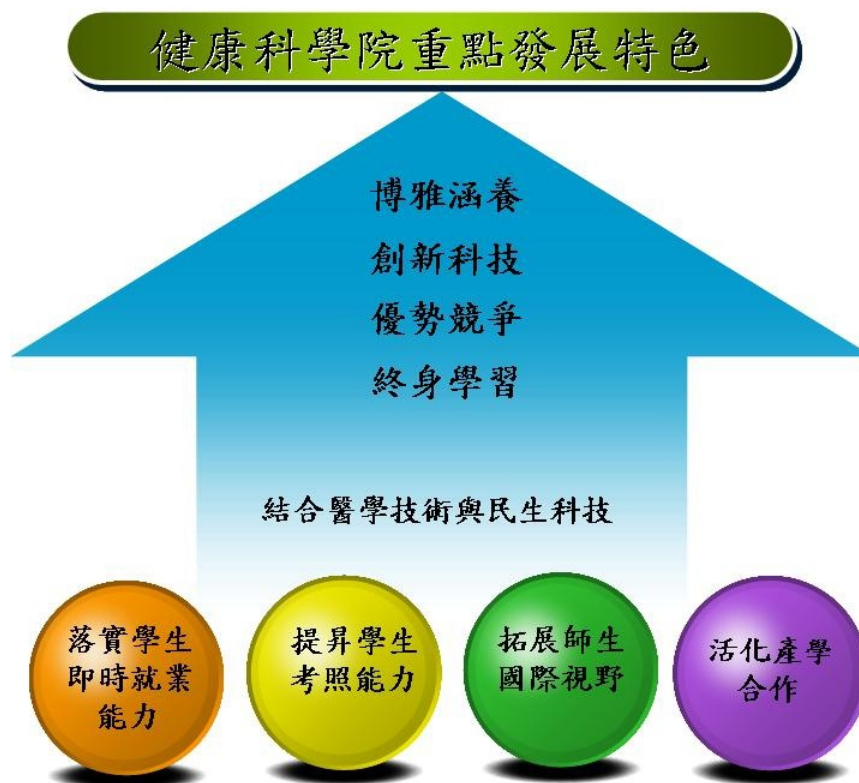 健康科學院重點發展特色
博雅涵養
創新科技
優勢競爭
終身學習
結合醫學技術與民生科技
落實學生
即時就業
能力
提昇學生
考照能力
拓展師生
國際視野
活化產學
合作